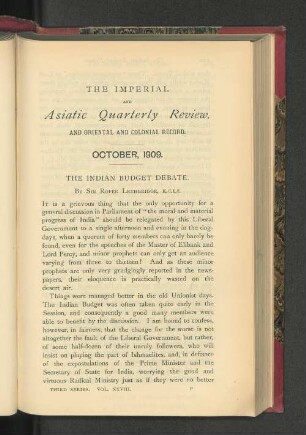 THE IMPERIAL
AND
Asiatic Quarterly Review,
AND ORIENTAL AND COLONIAL RECORD.
OCTOBER, 1909.
THE INDIAN BUDGET DEBATE.
By Sir Roper Lethbridge, K.C.I.E.
It is a grievous thing that the only opportunity for a
general discussion in Parliament of "the moral and material
progress of India" should be relegated by this Liberal
Government to a single afternoon and evening in the dog-
days, when a quorum of forty members can only barely be
found, even for the speeches of the Master of Elibank and
Lord Percy, and minor prophets can only get an audience
varying from three to thirteen! And as these minor
prophets are only very grudgingly reported in the news-
papers, their eloquence is practically wasted on the
desert air.
Things were managed better in the old Unionist days.
The Indian Budget was often taken quite early in the
Session, and consequently a good many members were
able to benefit by the discussion. I am bound to confess,
however, in fairness, that the change for the worse is not
altogether the fault of the Liberal Government, but rather,
of some half-dozen of their unruly followers, who will
insist on playing the part of Ishmaelites, and, in defiance
of the expostulations of the Prime Minister and the
Secretary of State for India, worrying the good and
virtuous Radical Ministry just as if they were no better
THIRD SERIES. VOL. XXVIII. P